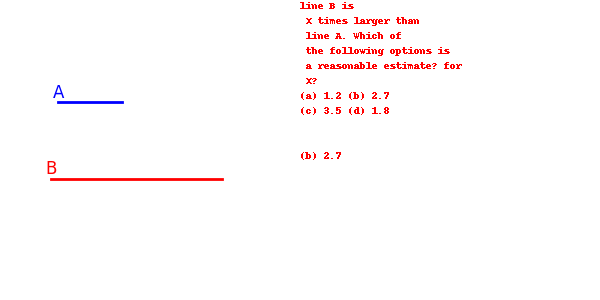 line B is
X times larger than
line A. Which of
the following options is
a reasonable estimate? for
X?
(a) 1.2 (b) 2.7
(c) 3.5 (d) 1.8
A
(b) 2.7
B